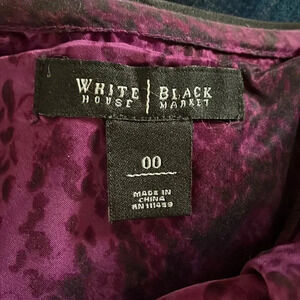 WHITE | BLACK
HOUSE | MARKET
00
MADE IN
CHINA
RN 111489